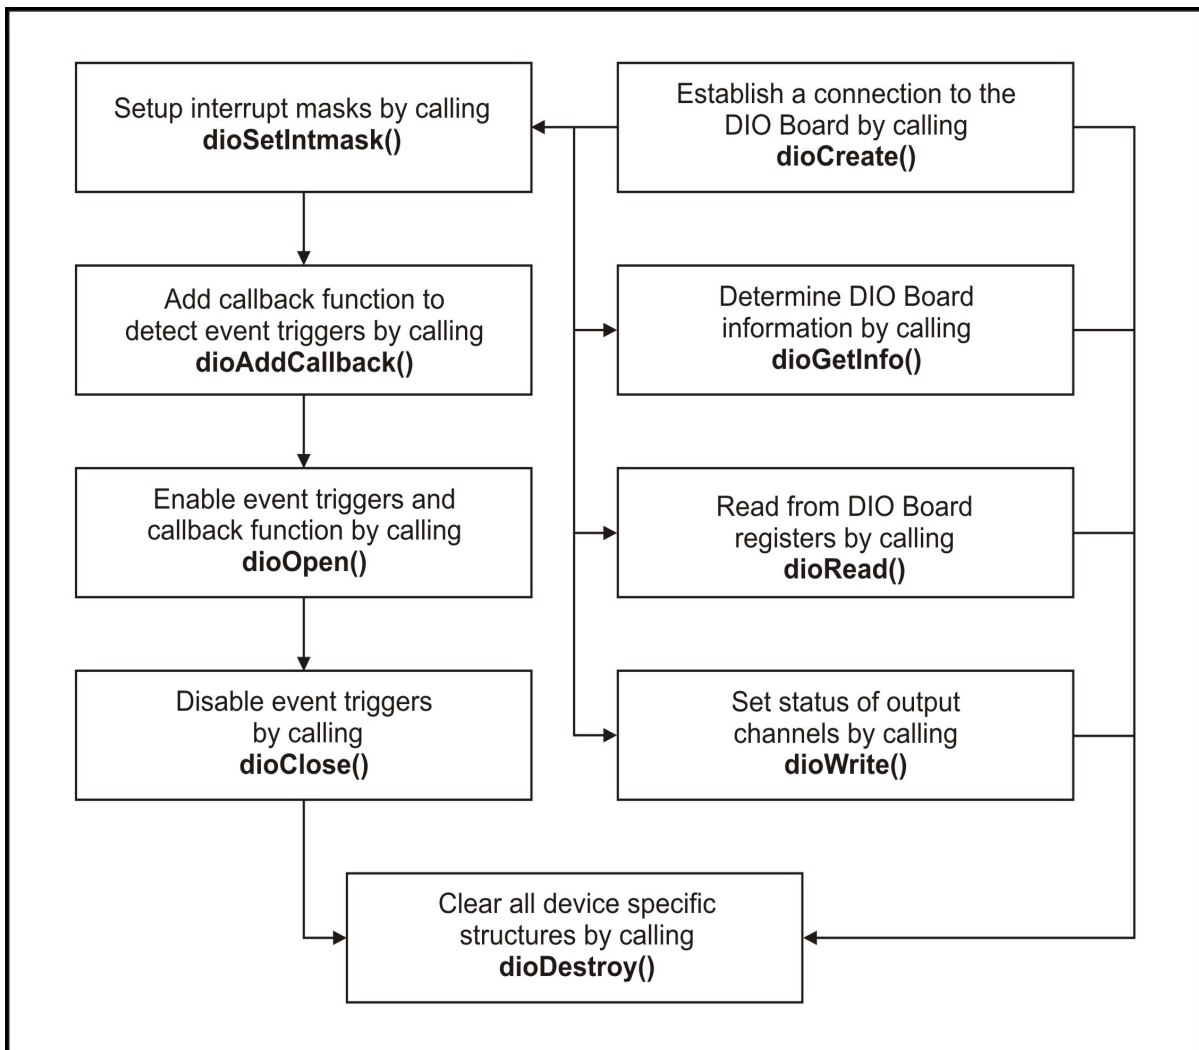 Setup interrupt masks by calling
dioSetIntmask()
Establish a connection to the
DIO Board by calling
dioCreate()
Add callback function to
detect event triggers by calling
dioAddCallback()
Determine DIO Board
information by calling
dioGetInfo()
Enable event triggers and
callback function by calling
dioOpen()
Read from DIO Board
registers by calling
dioRead()
Disable event triggers
by calling
dioClose()
Set status of output
channels by calling
dioWrite()
Clear all device specific
structures by calling
dioDestroy()